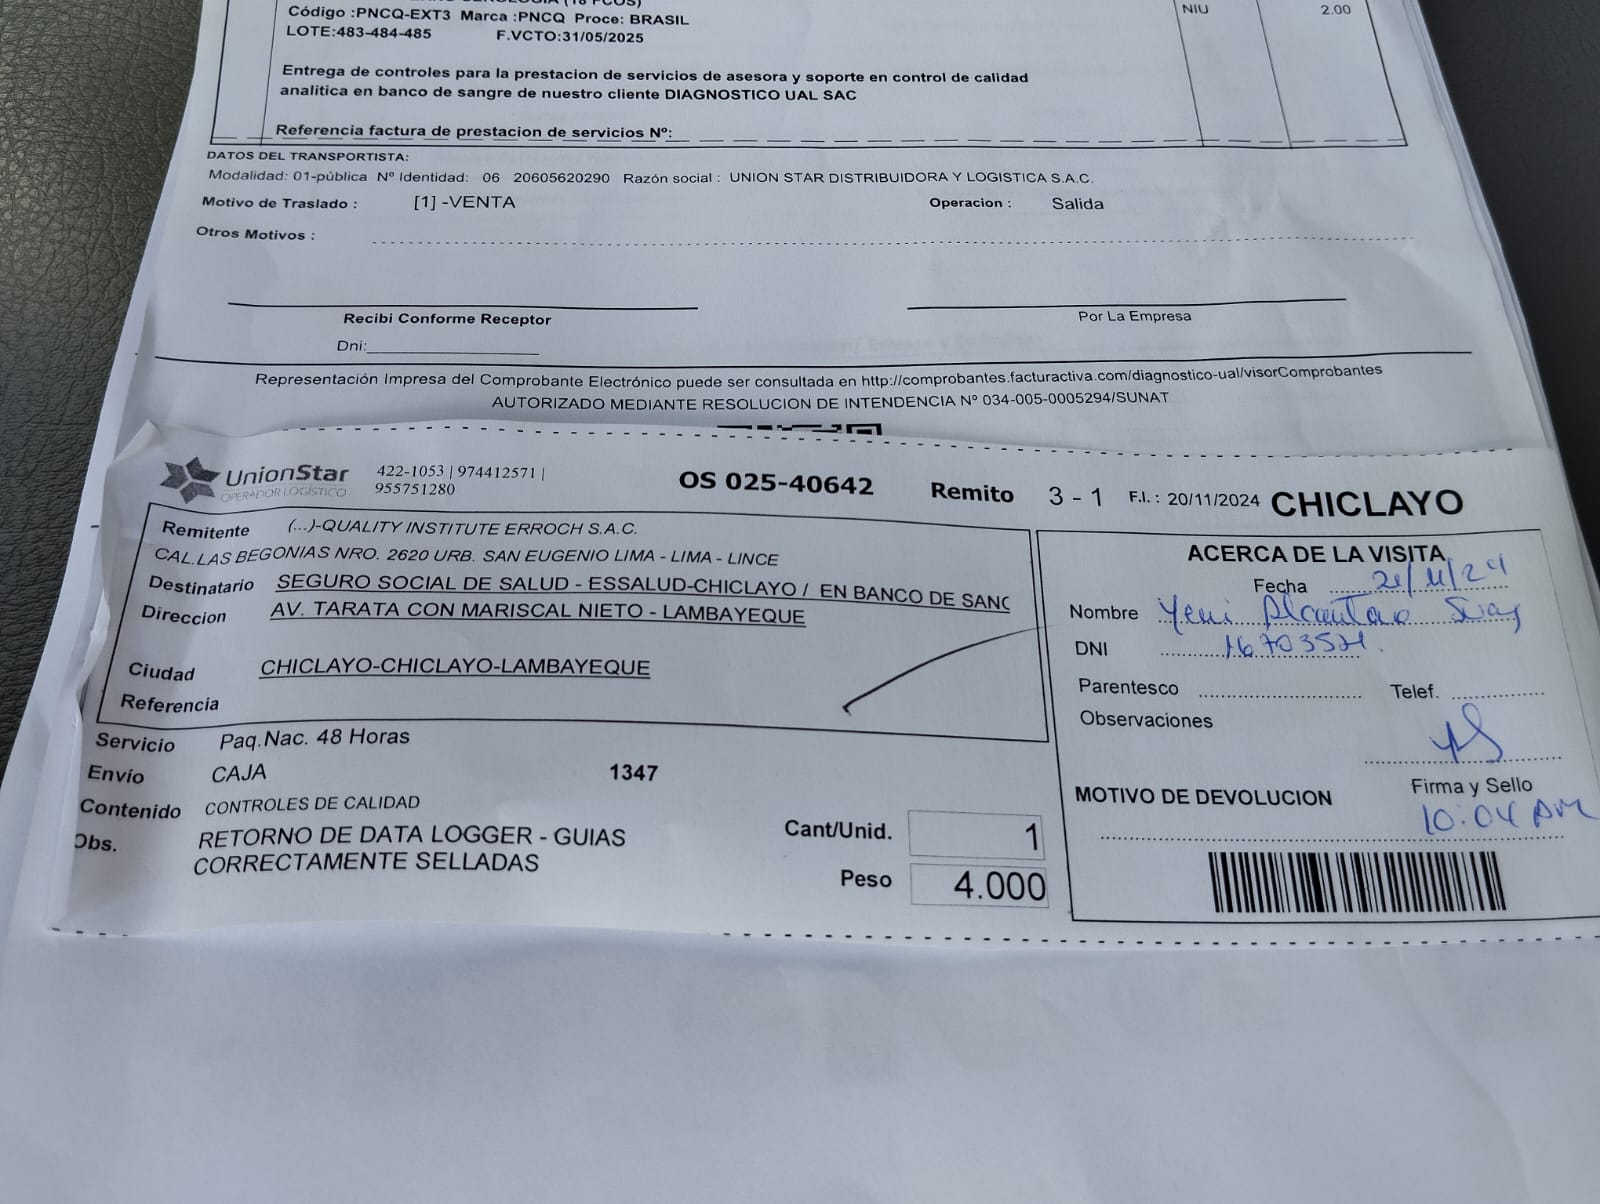 Código :PNCQ-EXT3 Marca :PNCQ Proce: BRASIL
NIU 2.00
LOTE:483-484-485 F.VCTO:31/05/2025
Entrega de controles para la prestacion de servicios de asesora y soporte en control de calidad
analitica en banco de sangre de nuestro cliente DIAGNOSTICO UAL SAC
Referencia factura de prestacion de servicios Nº:
DATOS DEL TRANSPORTISTA:
Modalidad: 01-pública Nº Identidad: 06 20605620290 Razón social : UNION STAR DISTRIBUIDORA Y LOGISTICA S.A.C.
Motivo de Traslado : [1] -VENTA Operacion : Salida
Otros Motivos :
Recibi Conforme Receptor Por La Empresa
Dni:
Representación Impresa del Comprobante Electrónico puede ser consultada en http://comprobantes.facturactiva.com/diagnostico-ual/visorComprobantes
AUTORIZADO MEDIANTE RESOLUCION DE INTENDENCIA Nº 034-005-0005294/SUNAT
UnionStar
OPERADOR LOGÍSTICO
422-1053 | 974412571 |
955751280
OS 025-40642 Remito 3 - 1 F.I.: 20/11/2024 CHICLAYO
Remitente (...)-QUALITY INSTITUTE ERROCH S.A.C.
CAL.LAS BEGONIAS NRO. 2620 URB. SAN EUGENIO LIMA - LIMA - LINCE
Destinatario SEGURO SOCIAL DE SALUD - ESSALUD-CHICLAYO / EN BANCO DE SANG
Direccion AV. TARATA CON MARISCAL NIETO - LAMBAYEQUE
Ciudad CHICLAYO-CHICLAYO-LAMBAYEQUE
Referencia
Servicio Paq.Nac. 48 Horas
Envío CAJA 1347
Contenido CONTROLES DE CALIDAD
Obs. RETORNO DE DATA LOGGER - GUIAS
CORRECTAMENTE SELLADAS
Cant/Unid. 1
Peso 4.000
ACERCA DE LA VISITA
Fecha 21/11/24
Nombre Yeni Alcantara
DNI 16703521.
Parentesco Telef.
Observaciones
Firma y Sello
MOTIVO DE DEVOLUCION
10:04 AM